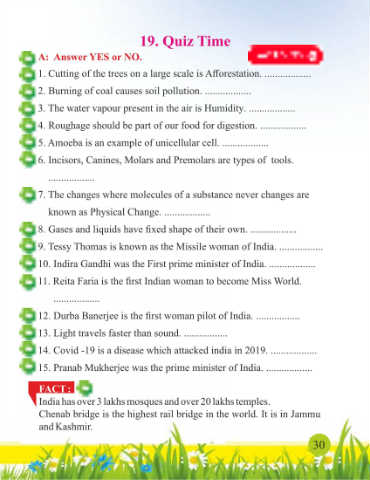 19. Quiz Time
A: Answer YES or NO.
1. Cutting of the trees on a large scale is Afforestation. ..................
2. Burning of coal causes soil pollution. ..................
3. The water vapour present in the air is Humidity. ..................
4. Roughage should be part of our food for digestion. ..................
5. Amoeba is an example of unicellular cell. ..................
6. Incisors, Canines, Molars and Premolars are types of tools.
..................
7. The changes where molecules of a substance never changes are
known as Physical Change. ..................
8. Gases and liquids have fixed shape of their own. ..................
9. Tessy Thomas is known as the Missile woman of India. .................
10. Indira Gandhi was the First prime minister of India. ..................
11. Reita Faria is the first Indian woman to become Miss World.
..................
12. Durba Banerjee is the first woman pilot of India. .................
13. Light travels faster than sound. .................
14. Covid -19 is a disease which attacked india in 2019. ..................
15. Pranab Mukherjee was the prime minister of India. ..................
FACT :
India has over 3 lakhs mosques and over 20 lakhs temples.
Chenab bridge is the highest rail bridge in the world. It is in Jammu
and Kashmir.
30